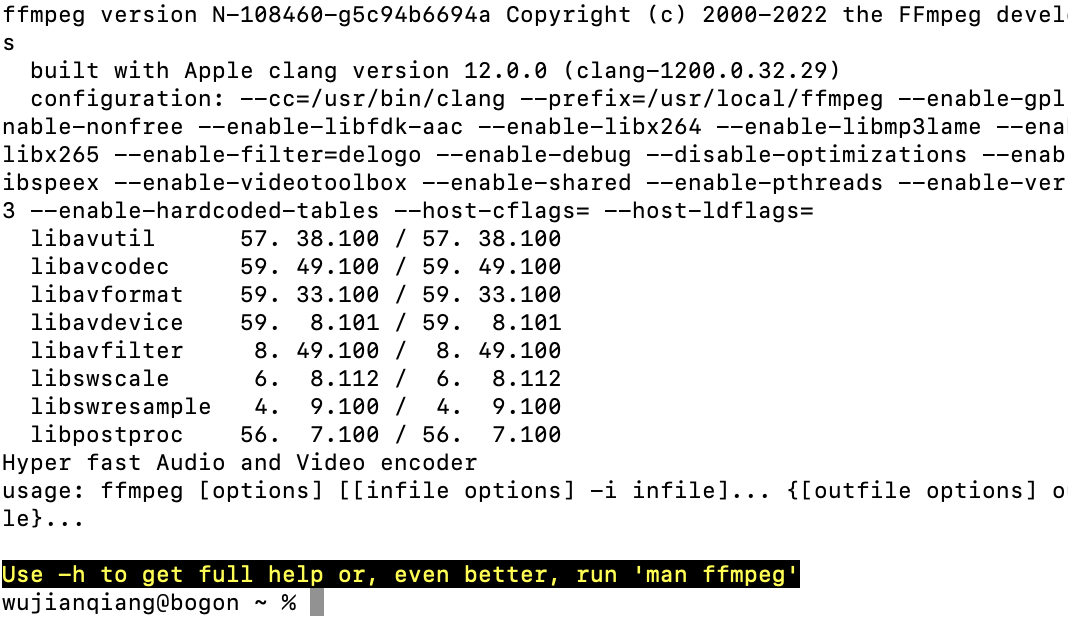 ffmpeg version N-108460-g5c94b6694a Copyright (c) 2000-2022 the FFmpeg devel
s
  built with Apple clang version 12.0.0 (clang-1200.0.32.29)
  configuration: --cc=/usr/bin/clang --prefix=/usr/local/ffmpeg --enable-gpl
nable-nonfree --enable-libfdk-aac --enable-libx264 --enable-libmp3lame --ena
libx265 --enable-filter=delogo --enable-debug --disable-optimizations --enab
ibspeex --enable-videotoolbox --enable-shared --enable-pthreads --enable-ver
3 --enable-hardcoded-tables --host-cflags= --host-ldflags=
  libavutil      57. 38.100 / 57. 38.100
  libavcodec     59. 49.100 / 59. 49.100
  libavformat    59. 33.100 / 59. 33.100
  libavdevice    59.  8.101 / 59.  8.101
  libavfilter     8. 49.100 /  8. 49.100
  libswscale      6.  8.112 /  6.  8.112
  libswresample   4.  9.100 /  4.  9.100
  libpostproc    56.  7.100 / 56.  7.100
Hyper fast Audio and Video encoder
usage: ffmpeg [options] [[infile options] -i infile]... {[outfile options] o
le}...

Use -h to get full help or, even better, run 'man ffmpeg'
wujianqiang@bogon ~ %